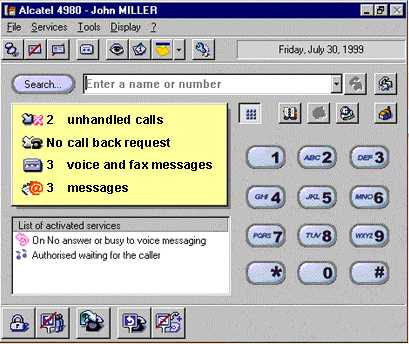 Alcatel 4980 - John MILLER
File Services Tools Display ?
Friday, July 30, 1999
Search... Enter a name or number
2 unhandled calls
No call back request
3 voice and fax messages
3 messages
List of activated services
On No answer or busy to voice messaging
Authorised waiting for the caller
1 ABC 2 DEF 3
GHI 4 JKL 5 MNO 6
PQRS 7 TUV 8 WXYZ 9
* 0 #